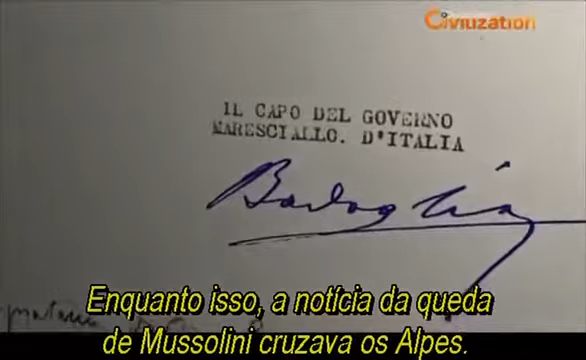 Civilization
IL CAPO DEL GOVERNO
MARESCIALLO. D'ITALIA
Badoglio
Enquanto isso, a notícia da queda
de Mussolini cruzava os Alpes.